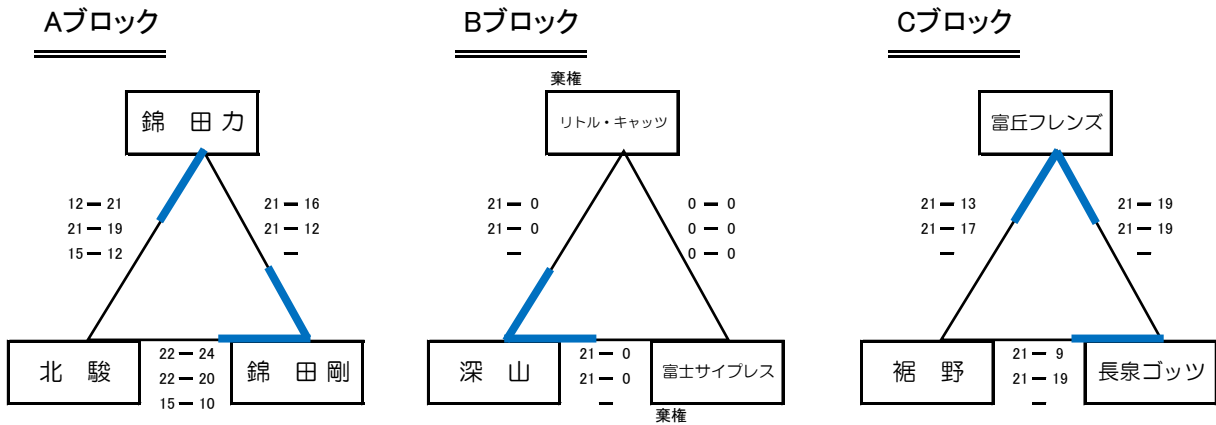 Aブロック
Bブロック
Cブロック
棄権
錦 田 力
リトル・キャッツ
富丘フレンズ
12 ー 21
21 ー 19
15 ー 12
21 ー 16
21 ー 12
ー
21 ー 0
21 ー 0
ー
0 ー 0
0 ー 0
0 ー 0
21 ー 13
21 ー 17
ー
21 ー 19
21 ー 19
ー
北 駿
22 ー 24
22 ー 20
15 ー 10
錦 田 剛
深 山
21 ー 0
21 ー 0
ー
富士サイプレス
棄権
裾 野
21 ー 9
21 ー 19
ー
長泉ゴッツ